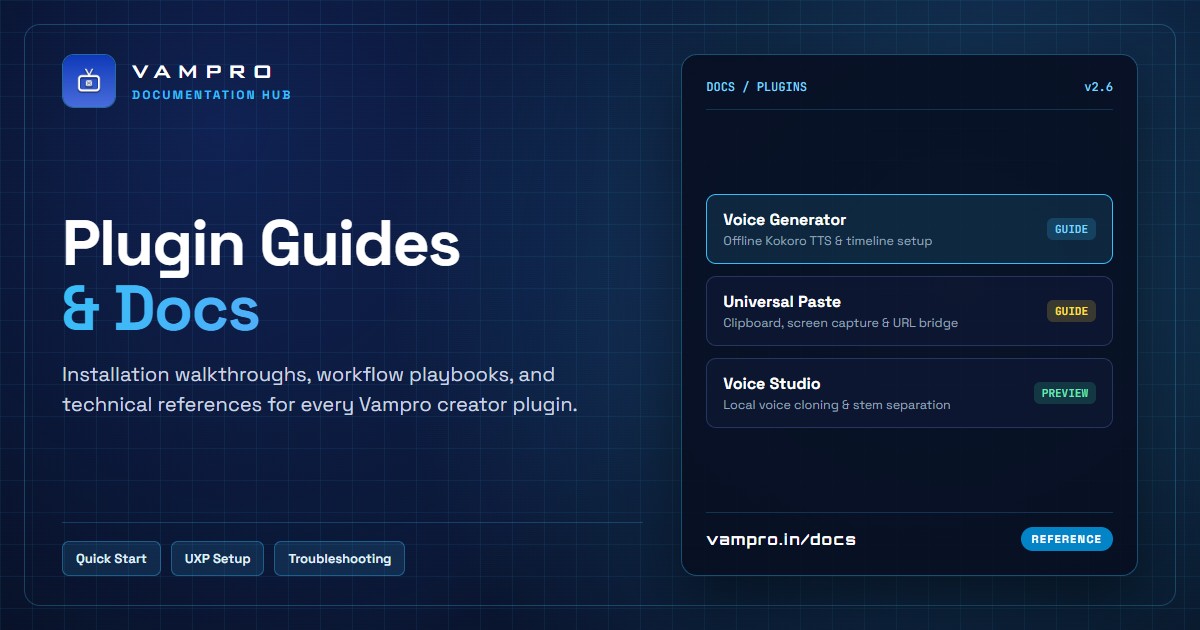 VAMPRO
DOCUMENTATION HUB
Plugin Guides
& Docs
Installation walkthroughs, workflow playbooks, and
technical references for every Vampro creator plugin.
Quick Start
UXP Setup
Troubleshooting
DOCS / PLUGINS
v2.6
Voice Generator
Offline Kokoro TTS & timeline setup
GUIDE
Universal Paste
Clipboard, screen capture & URL bridge
GUIDE
Voice Studio
Local voice cloning & stem separation
PREVIEW
vampro.in/docs
REFERENCE